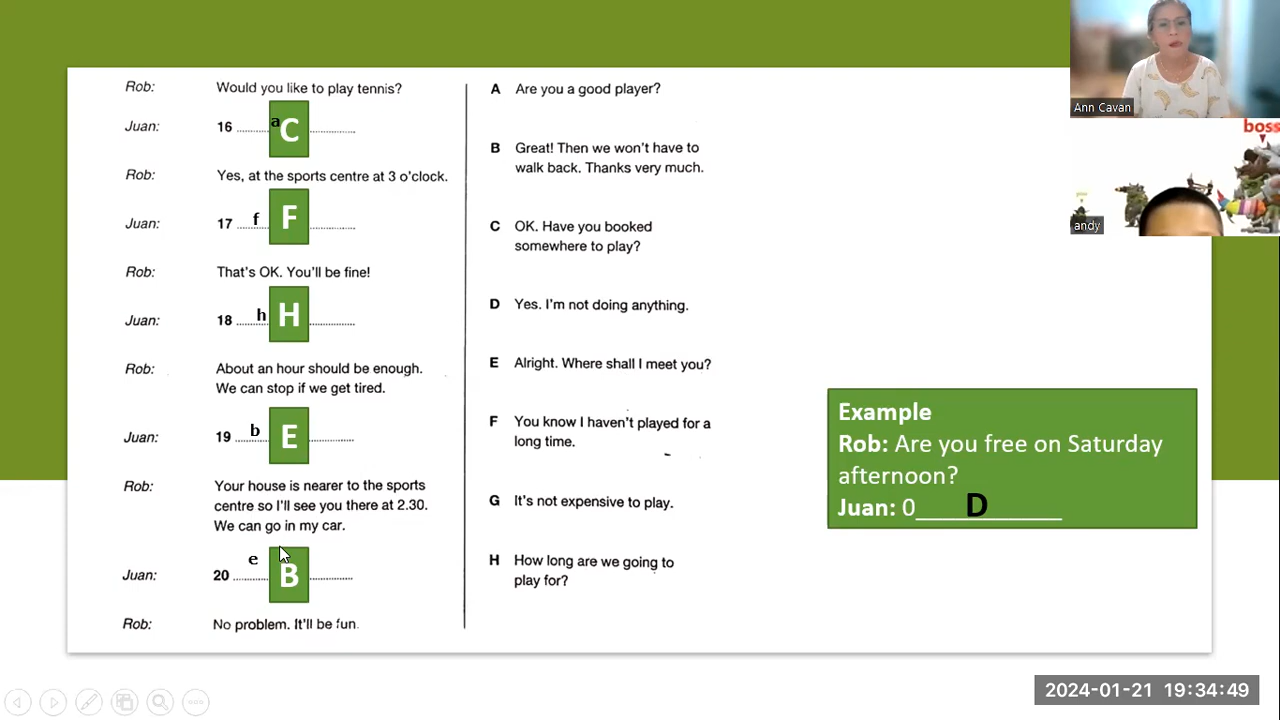 Rob: Would you like to play tennis?
Juan: 16 a C
Rob: Yes, at the sports centre at 3 o'clock.
Juan: 17 f F
Rob: That's OK. You'll be fine!
Juan: 18 h H
Rob: About an hour should be enough.
We can stop if we get tired.
Juan: 19 b E
Rob: Your house is nearer to the sports
centre so I'll see you there at 2.30.
We can go in my car.
Juan: 20 e B
Rob: No problem. It'll be fun.
A Are you a good player?
B Great! Then we won't have to
walk back. Thanks very much.
C OK. Have you booked
somewhere to play?
D Yes. I'm not doing anything.
E Alright. Where shall I meet you?
F You know I haven't played for a
long time.
G It's not expensive to play.
H How long are we going to
play for?
Example
Rob: Are you free on Saturday
afternoon?
Juan: 0 D
Ann Cavan
boss
andy
2024-01-21 19:34:49